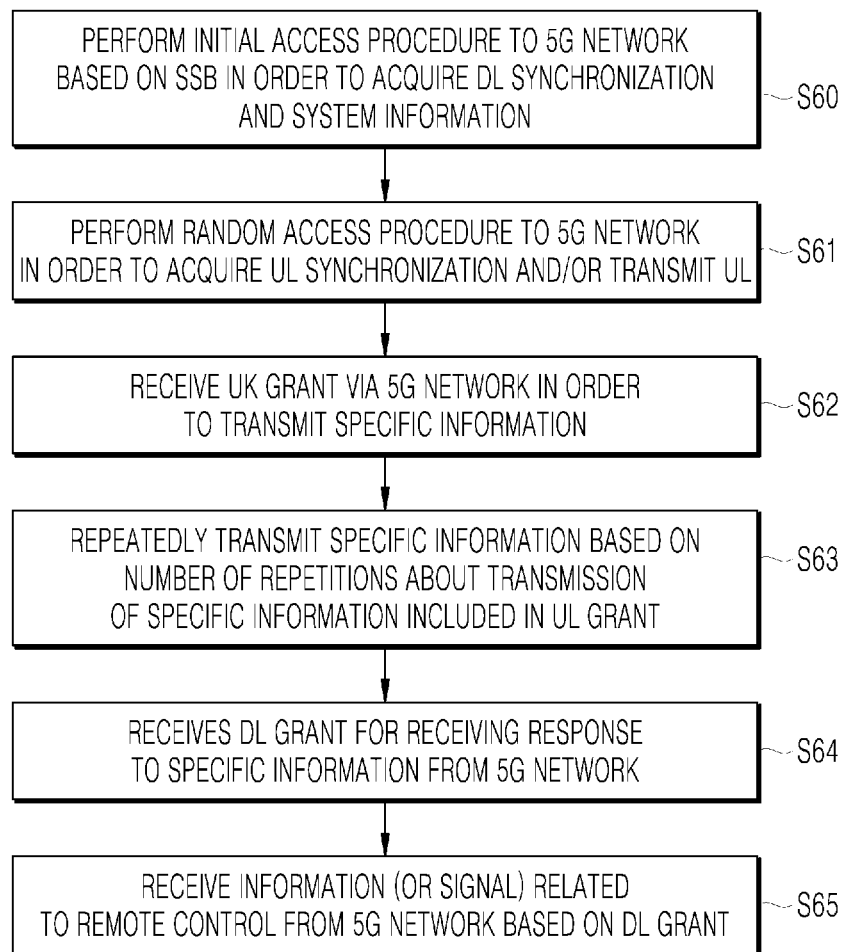 PERFORM INITIAL ACCESS PROCEDURE TO 5G NETWORK
BASED ON SSB IN ORDER TO ACQUIRE DL SYNCHRONIZATION
AND SYSTEM INFORMATION
S60
PERFORM RANDOM ACCESS PROCEDURE TO 5G NETWORK
IN ORDER TO ACQUIRE UL SYNCHRONIZATION AND/OR TRANSMIT UL
S61
RECEIVE UK GRANT VIA 5G NETWORK IN ORDER
TO TRANSMIT SPECIFIC INFORMATION
S62
REPEATEDLY TRANSMIT SPECIFIC INFORMATION BASED ON
NUMBER OF REPETITIONS ABOUT TRANSMISSION
OF SPECIFIC INFORMATION INCLUDED IN UL GRANT
S63
RECEIVES DL GRANT FOR RECEIVING RESPONSE
TO SPECIFIC INFORMATION FROM 5G NETWORK
S64
RECEIVE INFORMATION (OR SIGNAL) RELATED
TO REMOTE CONTROL FROM 5G NETWORK BASED ON DL GRANT
S65